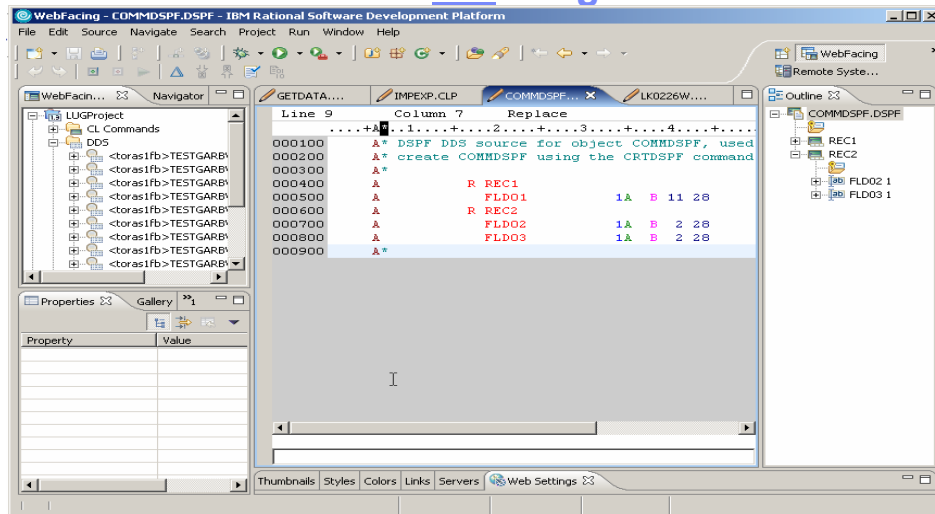 WebFacing - COMMDSPF.DSPF - IBM Rational Software Development Platform
File Edit Source Navigate Search Project Run Window Help
WebFacing
Remote Syste...
WebFacin... Navigator
LUGProject
CL Commands
DDS
<toras1fb>TESTGARB
<toras1fb>TESTGARB
<toras1fb>TESTGARB
<toras1fb>TESTGARB
<toras1fb>TESTGARB
<toras1fb>TESTGARB
<toras1fb>TESTGARB
Properties Gallery »1
Property Value
GETDATA.... IMPEXP.CLP COMMDSPF... LK0226W....
Line 9 Column 7 Replace
....+A*..1....+....2....+....3....+....4....+....
000100 A* DSPF DDS source for object COMMDSPF, used
000200 A* create COMMDSPF using the CRTDSPF command
000300 A*
000400 A R REC1
000500 A FLD01 1A B 11 28
000600 A R REC2
000700 A FLD02 1A B 2 28
000800 A FLD03 1A B 2 28
000900 A*
Thumbnails Styles Colors Links Servers Web Settings
Outline
COMMDSPF.DSPF
REC1
REC2
FLD02 1
FLD03 1